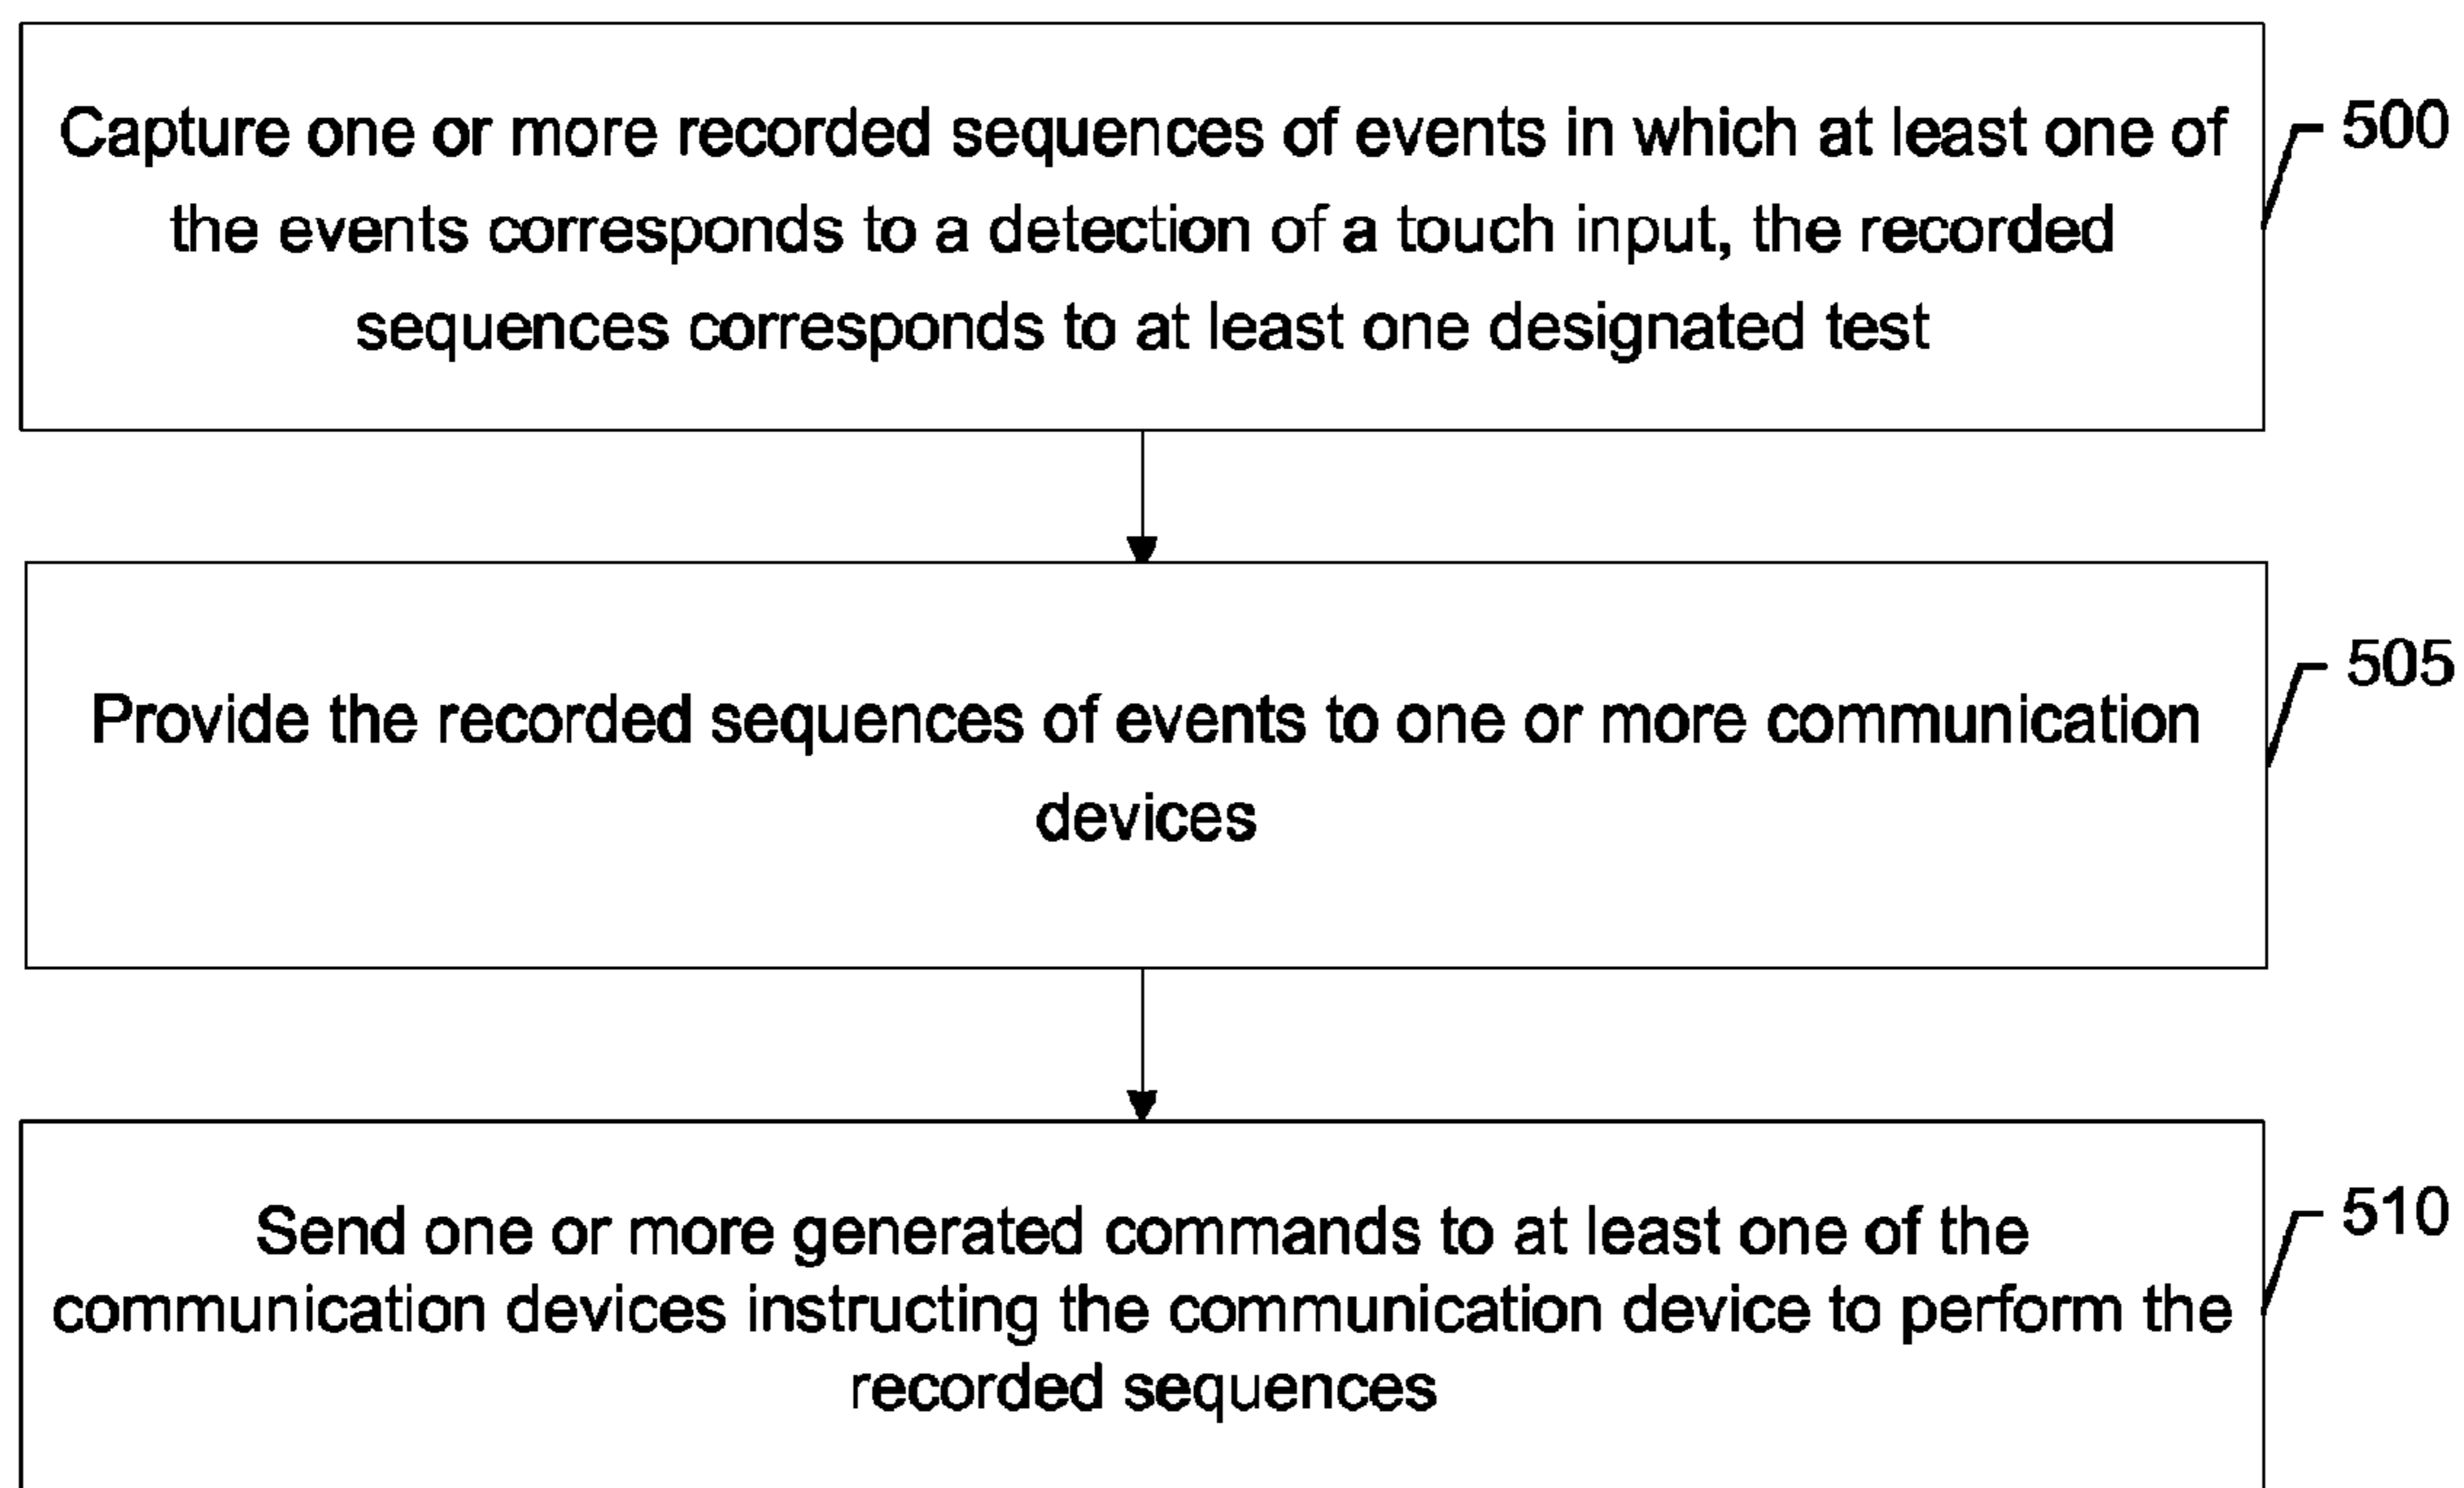 Capture one or more recorded sequences of events in which at least one of
the events corresponds to a detection of a touch input, the recorded
sequences corresponds to at least one designated test
500
Provide the recorded sequences of events to one or more communication
devices
505
Send one or more generated commands to at least one of the
communication devices instructing the communication device to perform the
recorded sequences
510